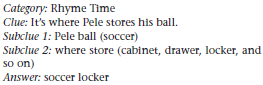 Category: Rhyme Time
Clue: It's where Pele stores his ball.
Subclue 1: Pele ball (soccer)
Subclue 2: where store (cabinet, drawer, locker, and
so on)
Answer: soccer locker